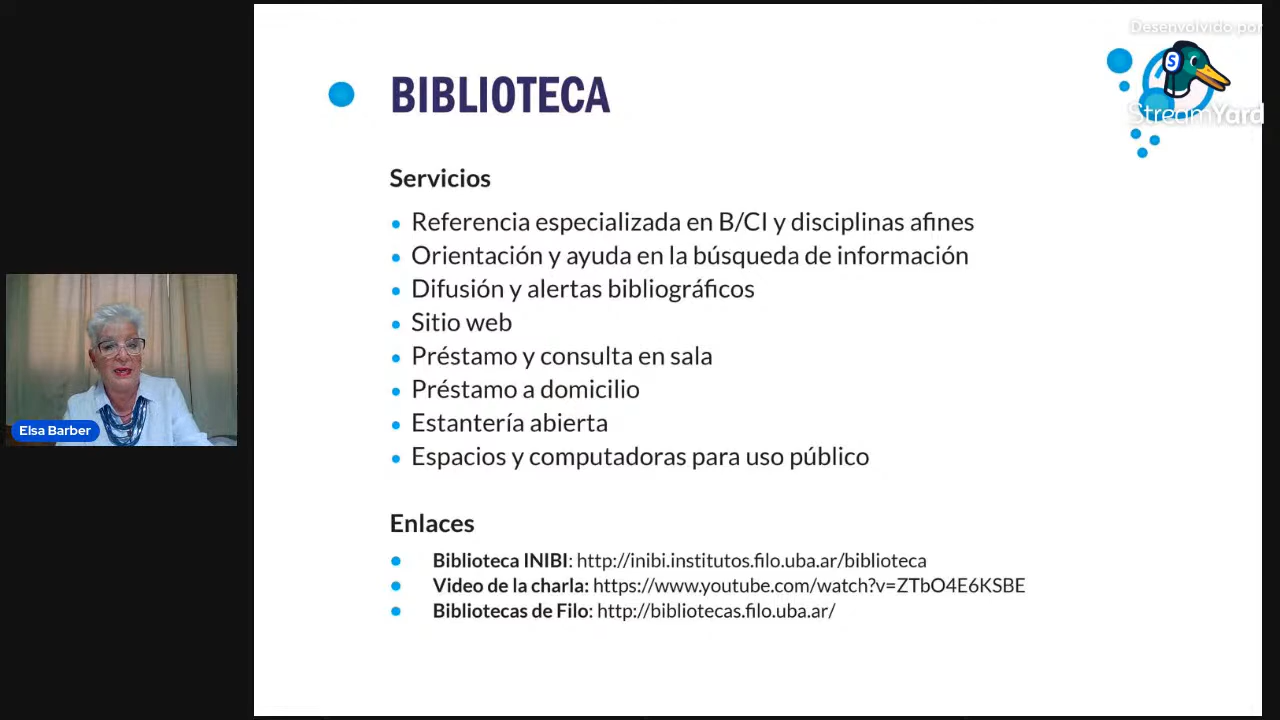 Desenvolvido por
StreamYard
BIBLIOTECA
Servicios
Referencia especializada en B/CI y disciplinas afines
Orientación y ayuda en la búsqueda de información
Difusión y alertas bibliográficos
Sitio web
Préstamo y consulta en sala
Préstamo a domicilio
Estantería abierta
Espacios y computadoras para uso público
Enlaces
Biblioteca INIBI: http://inibi.institutos.filo.uba.ar/biblioteca
Video de la charla: https://www.youtube.com/watch?v=ZTbO4E6KSBE
Bibliotecas de Filo: http://bibliotecas.filo.uba.ar/
Elsa Barber